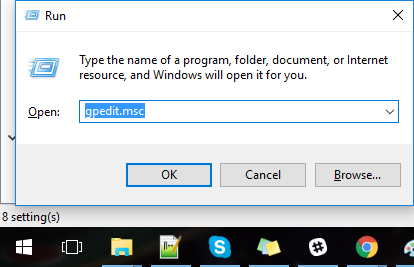 Run
Type the name of a program, folder, document, or Internet
resource, and Windows will open it for you.
Open:
gpedit.msc
OK
Cancel
Browse...
8 setting(s)